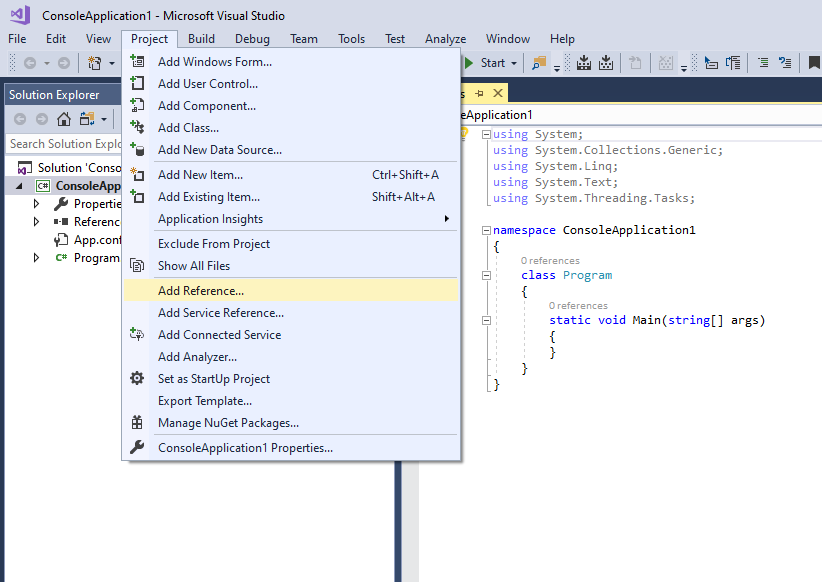 ConsoleApplication1 - Microsoft Visual Studio
File Edit View Project Build Debug Team Tools Test Analyze Window Help
Start
Solution Explorer
Search Solution Explo
Solution 'Conso
C# ConsoleApp
Propertie
Referenc
App.conf
C# Program
Add Windows Form...
Add User Control...
Add Component...
Add Class...
Add New Data Source...
Add New Item... Ctrl+Shift+A
Add Existing Item... Shift+Alt+A
Application Insights
Exclude From Project
Show All Files
Add Reference...
Add Service Reference...
Add Connected Service
Add Analyzer...
Set as StartUp Project
Export Template...
Manage NuGet Packages...
ConsoleApplication1 Properties...
s
eApplication1
using System;
using System.Collections.Generic;
using System.Linq;
using System.Text;
using System.Threading.Tasks;
namespace ConsoleApplication1
{
0 references
class Program
{
0 references
static void Main(string[] args)
{
}
}
}